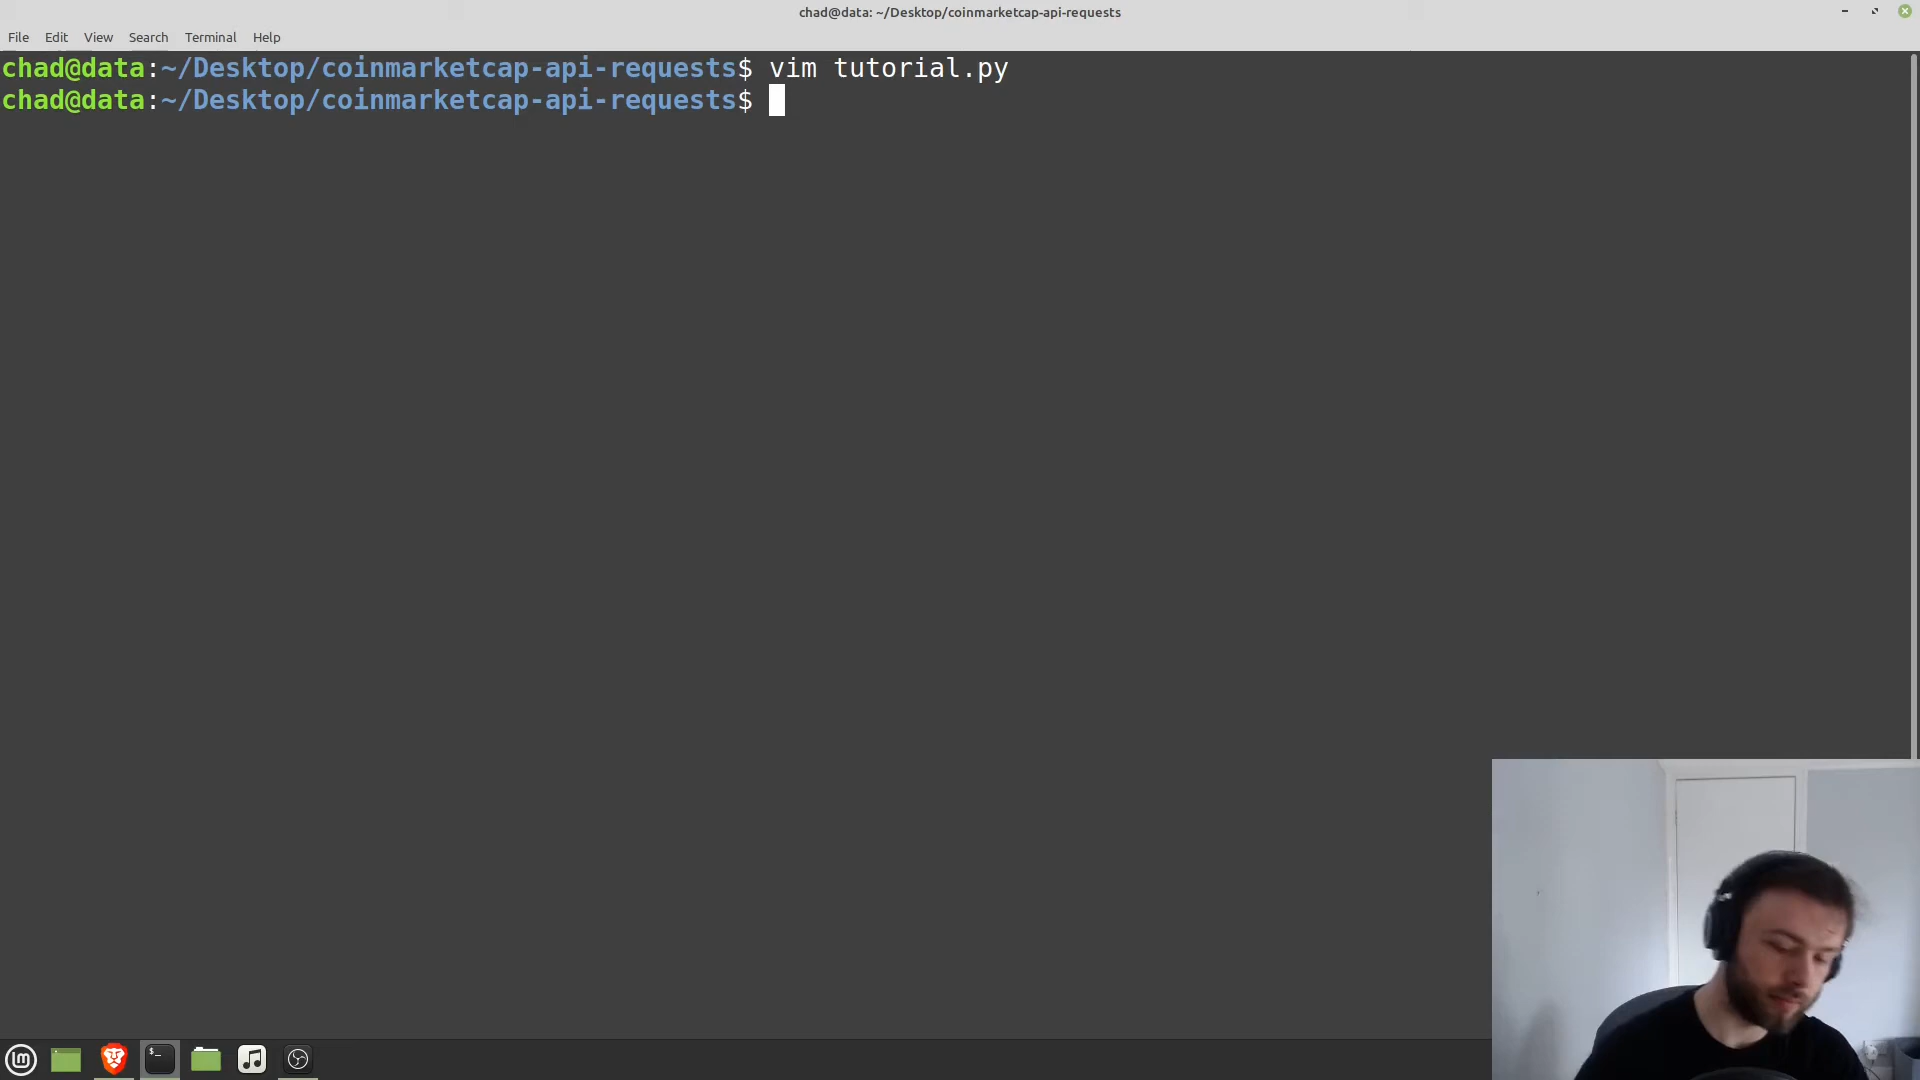 chad@data: ~/Desktop/coinmarketcap-api-requests
File Edit View Search Terminal Help
chad@data:~/Desktop/coinmarketcap-api-requests$ vim tutorial.py
chad@data:~/Desktop/coinmarketcap-api-requests$
lm $_